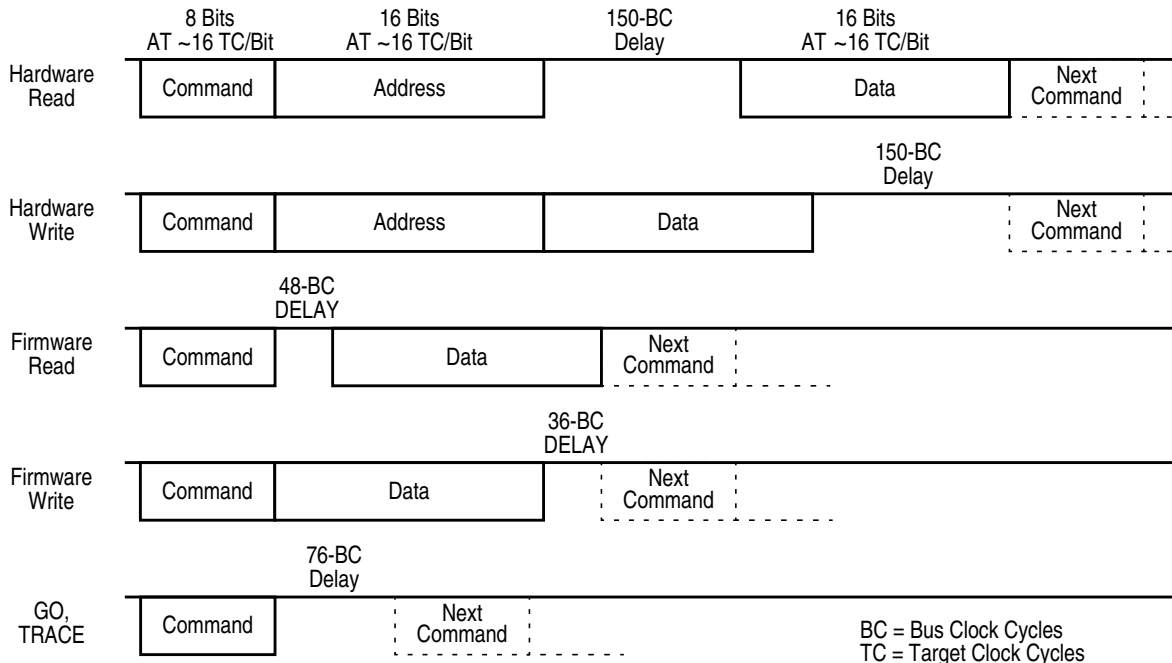 8 Bits
AT ~16 TC/Bit
16 Bits
AT ~16 TC/Bit
150-BC
Delay
16 Bits
AT ~16 TC/Bit
Hardware
Read
Command
Address
Data
Next
Command
150-BC
Delay
Hardware
Write
Command
Address
Data
Next
Command
48-BC
DELAY
Firmware
Read
Command
Data
Next
Command
36-BC
DELAY
Firmware
Write
Command
Data
Next
Command
76-BC
Delay
GO,
TRACE
Command
Next
Command
BC = Bus Clock Cycles
TC = Target Clock Cycles